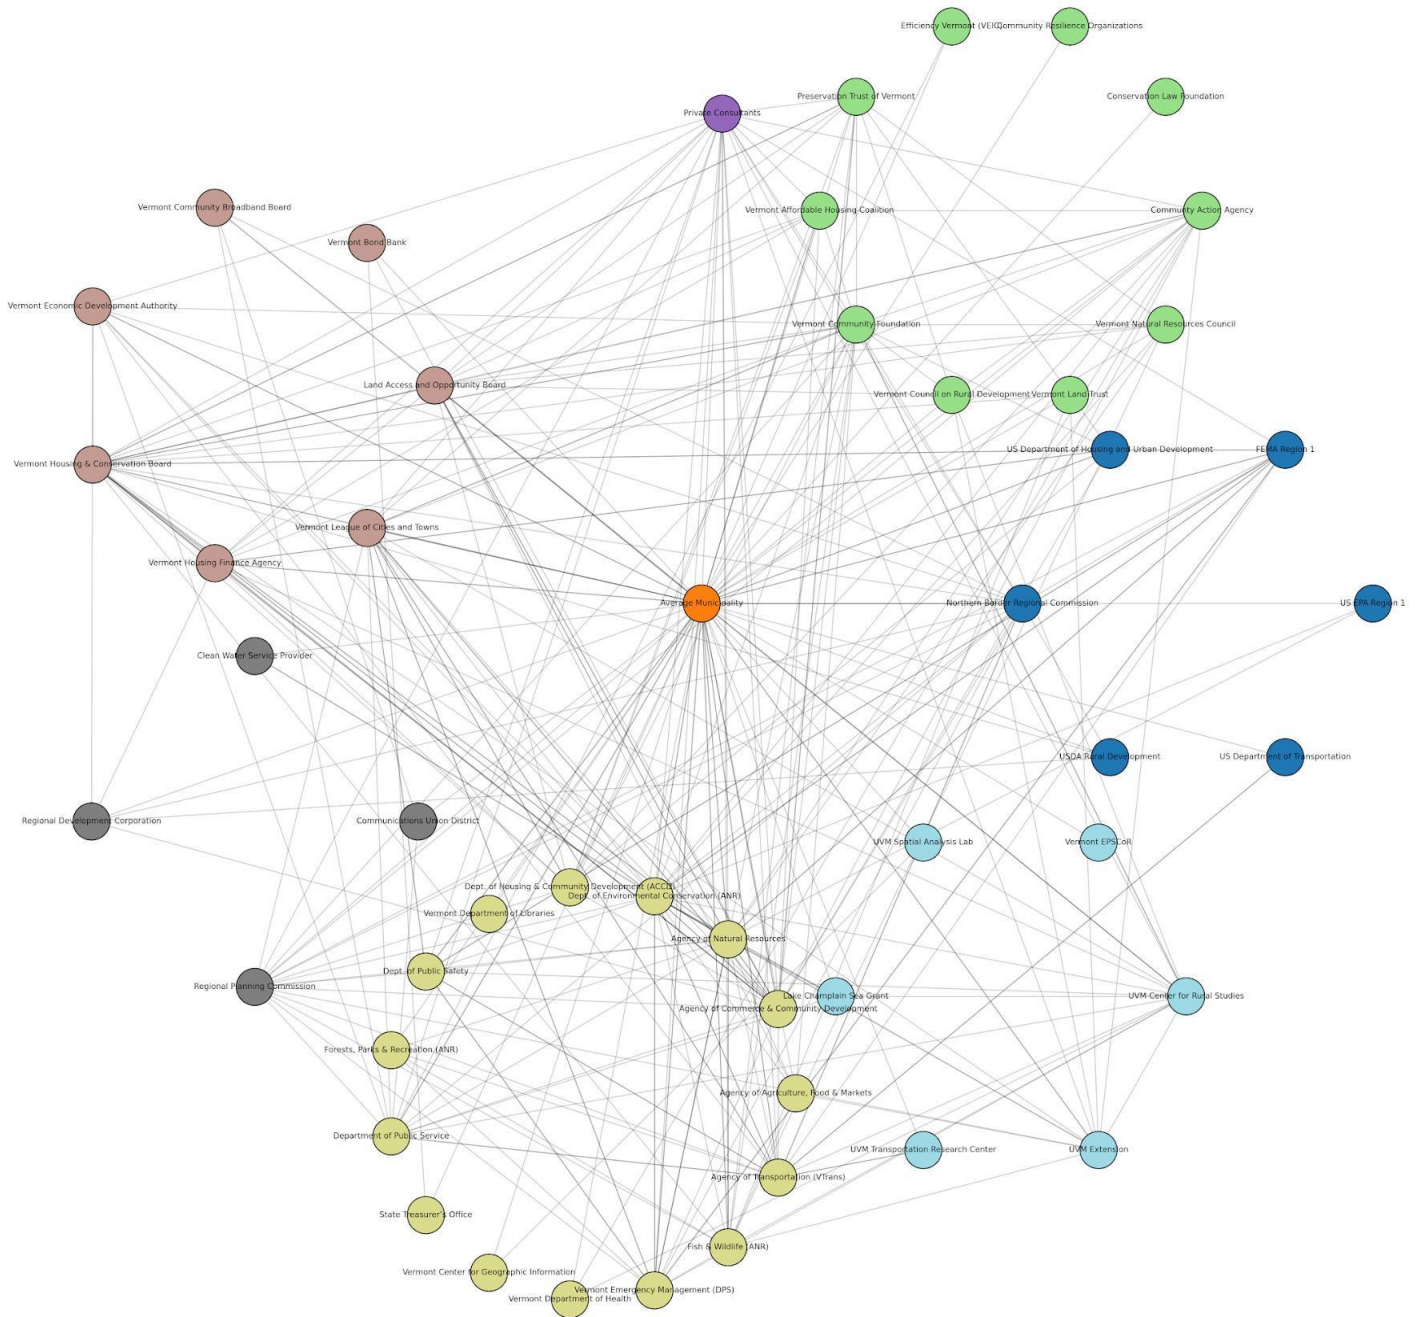 Efficiency Vermont (VEIC)
Community Resilience Organizations
Preservation Trust of Vermont
Conservation Law Foundation
Private Consultants
Vermont Community Broadband Board
Vermont Affordable Housing Coalition
Community Action Agency
Vermont Bond Bank
Vermont Economic Development Authority
Vermont Community Foundation
Vermont Natural Resources Council
Land Access and Opportunity Board
Vermont Council on Rural Development
Vermont Land Trust
US Department of Housing and Urban Development
FEMA Region 1
Vermont Housing & Conservation Board
Vermont League of Cities and Towns
Vermont Housing Finance Agency
Average Municipality
Northern Border Regional Commission
US EPA Region 1
Clean Water Service Provider
USDA Rural Development
US Department of Transportation
Regional Development Corporation
Communications Union District
UVM Spatial Analysis Lab
Vermont EPSCoR
Dept. of Housing & Community Development (ACCD)
Dept. of Environmental Conservation (ANR)
Vermont Department of Libraries
Agency of Natural Resources
Dept. of Public Safety
Regional Planning Commission
Lake Champlain Sea Grant
UVM Center for Rural Studies
Agency of Commerce & Community Development
Forests, Parks & Recreation (ANR)
Agency of Agriculture, Food & Markets
Department of Public Service
UVM Transportation Research Center
UVM Extension
Agency of Transportation (VTrans)
State Treasurer's Office
Fish & Wildlife (ANR)
Vermont Center for Geographic Information
Vermont Emergency Management (DPS)
Vermont Department of Health